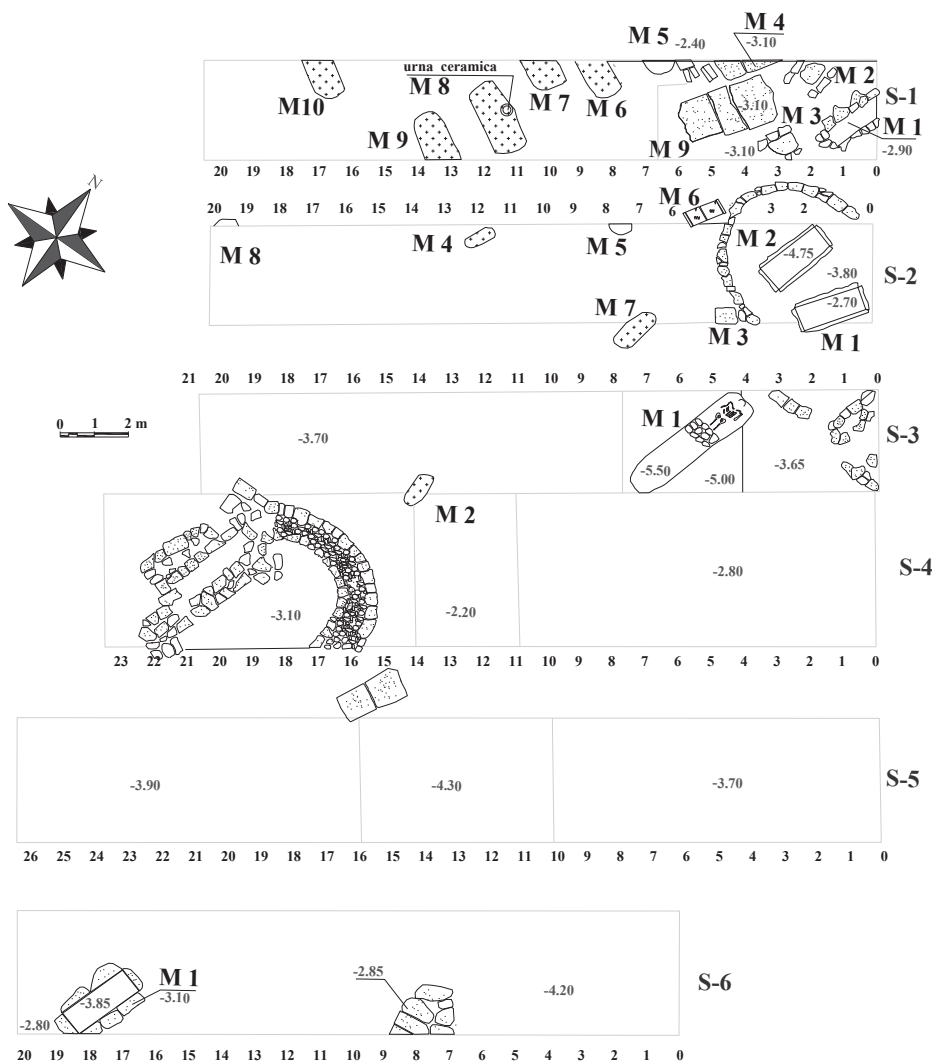 M 4
M 5 -2.40 -3.10
urna ceramica
M 8
M 2
S-1
M10
M 7
M 6
-3.10
M 3
M 1
M 9
M 9
-3.10
-2.90
20 19 18 17 16 15 14 13 12 11 10 9 8 7 6 5 4 3 2 1 0
N
M 6
20 19 18 17 16 15 14 13 12 11 10 9 8 7 6 3 2 0
M 8
M 4
M 5
M 2
-4.75
-3.80
S-2
-2.70
M 7
M 3
M 1
21 20 19 18 17 16 15 14 13 12 11 10 9 8 7 6 5 4 3 2 1 0
0 1 2 m
M 1
-3.70
S-3
-5.50
-5.00
-3.65
M 2
-2.80
S-4
-3.10
-2.20
23 22 21 20 19 18 17 16 15 14 13 12 11 10 9 8 7 6 5 4 3 2 1 0
-3.90
-4.30
-3.70
S-5
26 25 24 23 22 21 20 19 18 17 16 15 14 13 12 11 10 9 8 7 6 5 4 3 2 1 0
M 1
-3.85
-3.10
-2.80
-2.85
-4.20
S-6
20 19 18 17 16 15 14 13 12 11 10 9 8 7 6 5 4 3 2 1 0